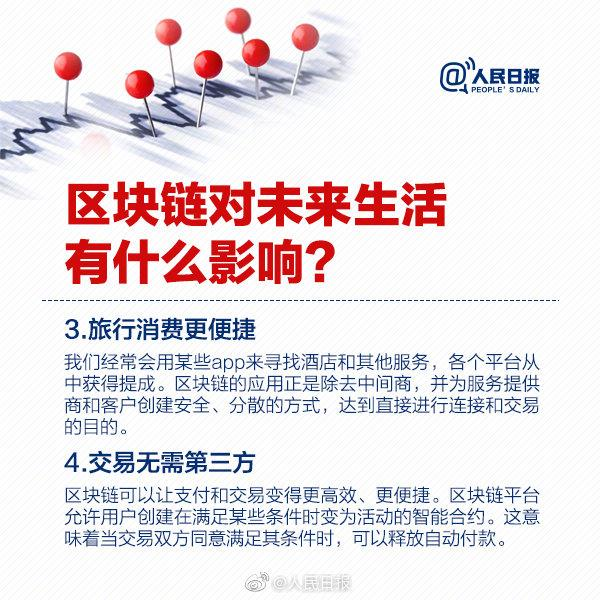 @人民日报
PEOPLE'S DAILY
区块链对未来生活
有什么影响?
3.旅行消费更便捷
我们经常会用某些app来寻找酒店和其他服务，各个平台从
中获得提成。区块链的应用正是除去中间商，并为服务提供
商和客户创建安全、分散的方式，达到直接进行连接和交易
的目的。
4.交易无需第三方
区块链可以让支付和交易变得更高效、更便捷。区块链平台
允许用户创建在满足某些条件时变为活动的智能合约。这意
味着当交易双方同意满足其条件时，可以释放自动付款。
@人民日报